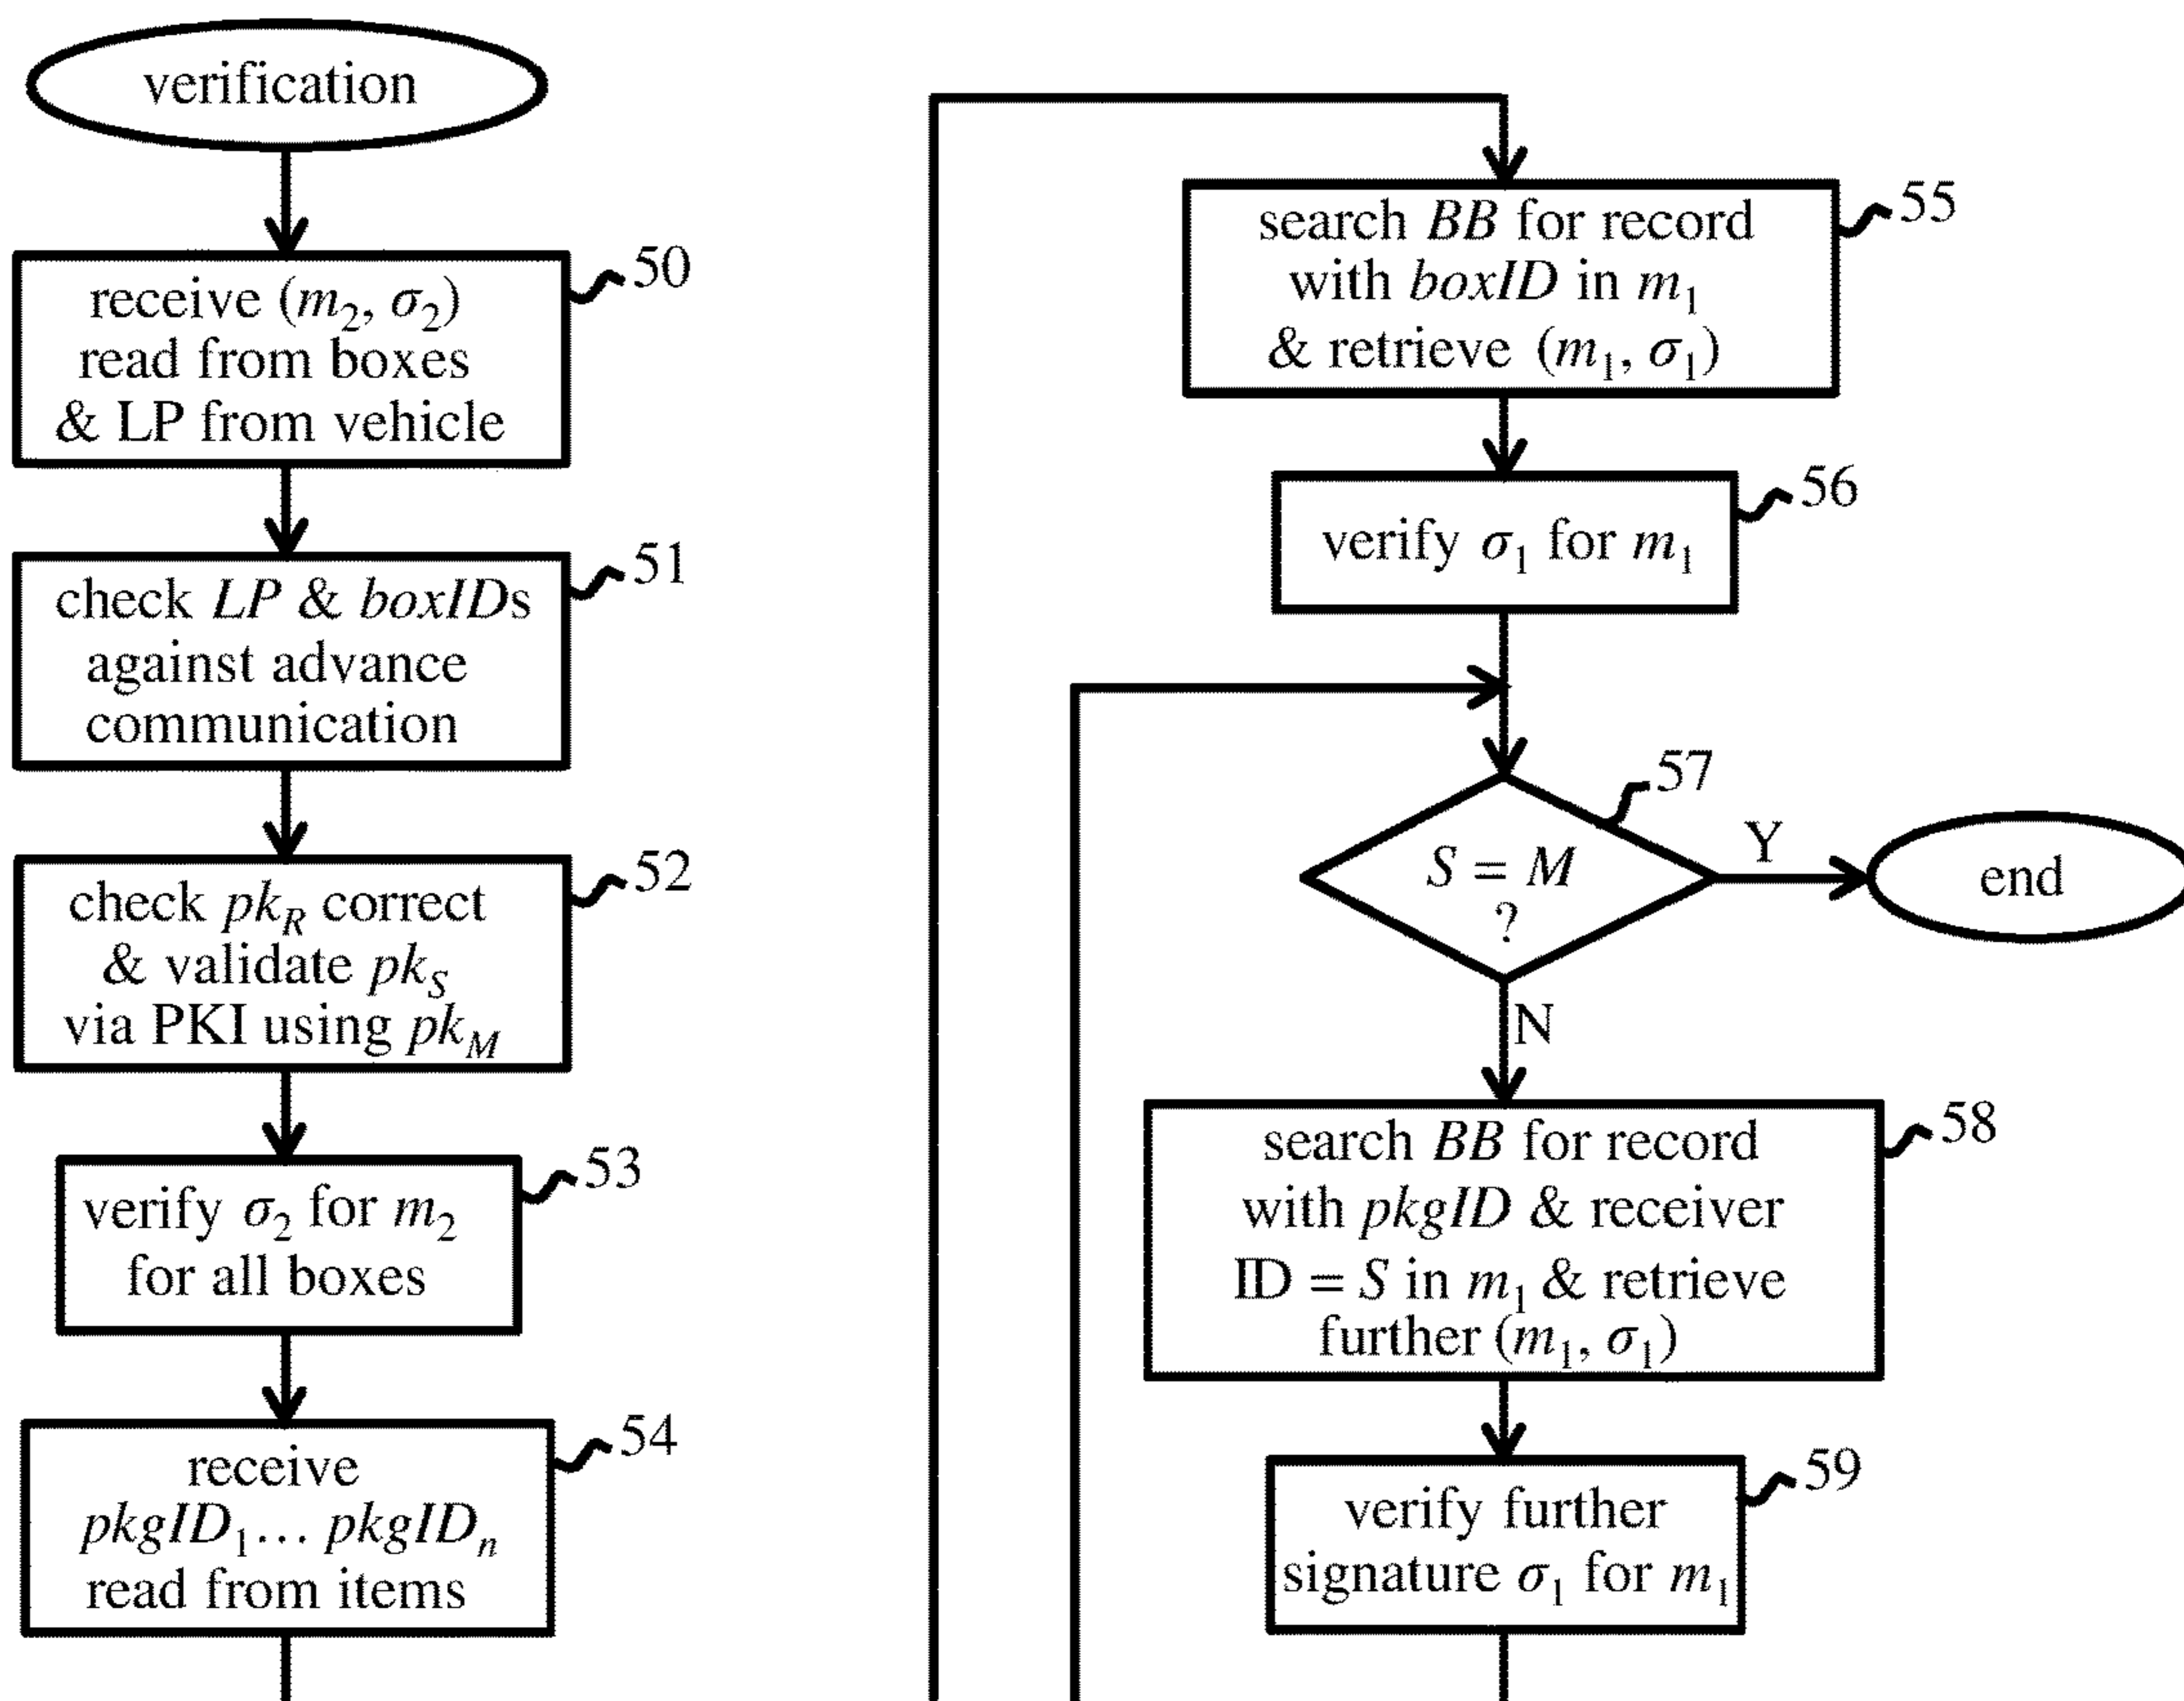 verification
receive (m₂, σ₂)
read from boxes
& LP from vehicle
50
check LP & boxIDs
against advance
communication
51
check pk_R correct
& validate pk_S
via PKI using pk_M
52
verify σ₂ for m₂
for all boxes
53
receive
pkgID₁... pkgIDₙ
read from items
54
search BB for record
with boxID in m₁
& retrieve (m₁, σ₁)
55
verify σ₁ for m₁
56
57
S = M
?
Y
end
N
search BB for record
with pkgID & receiver
ID = S in m₁ & retrieve
further (m₁, σ₁)
58
verify further
signature σ₁ for m₁
59